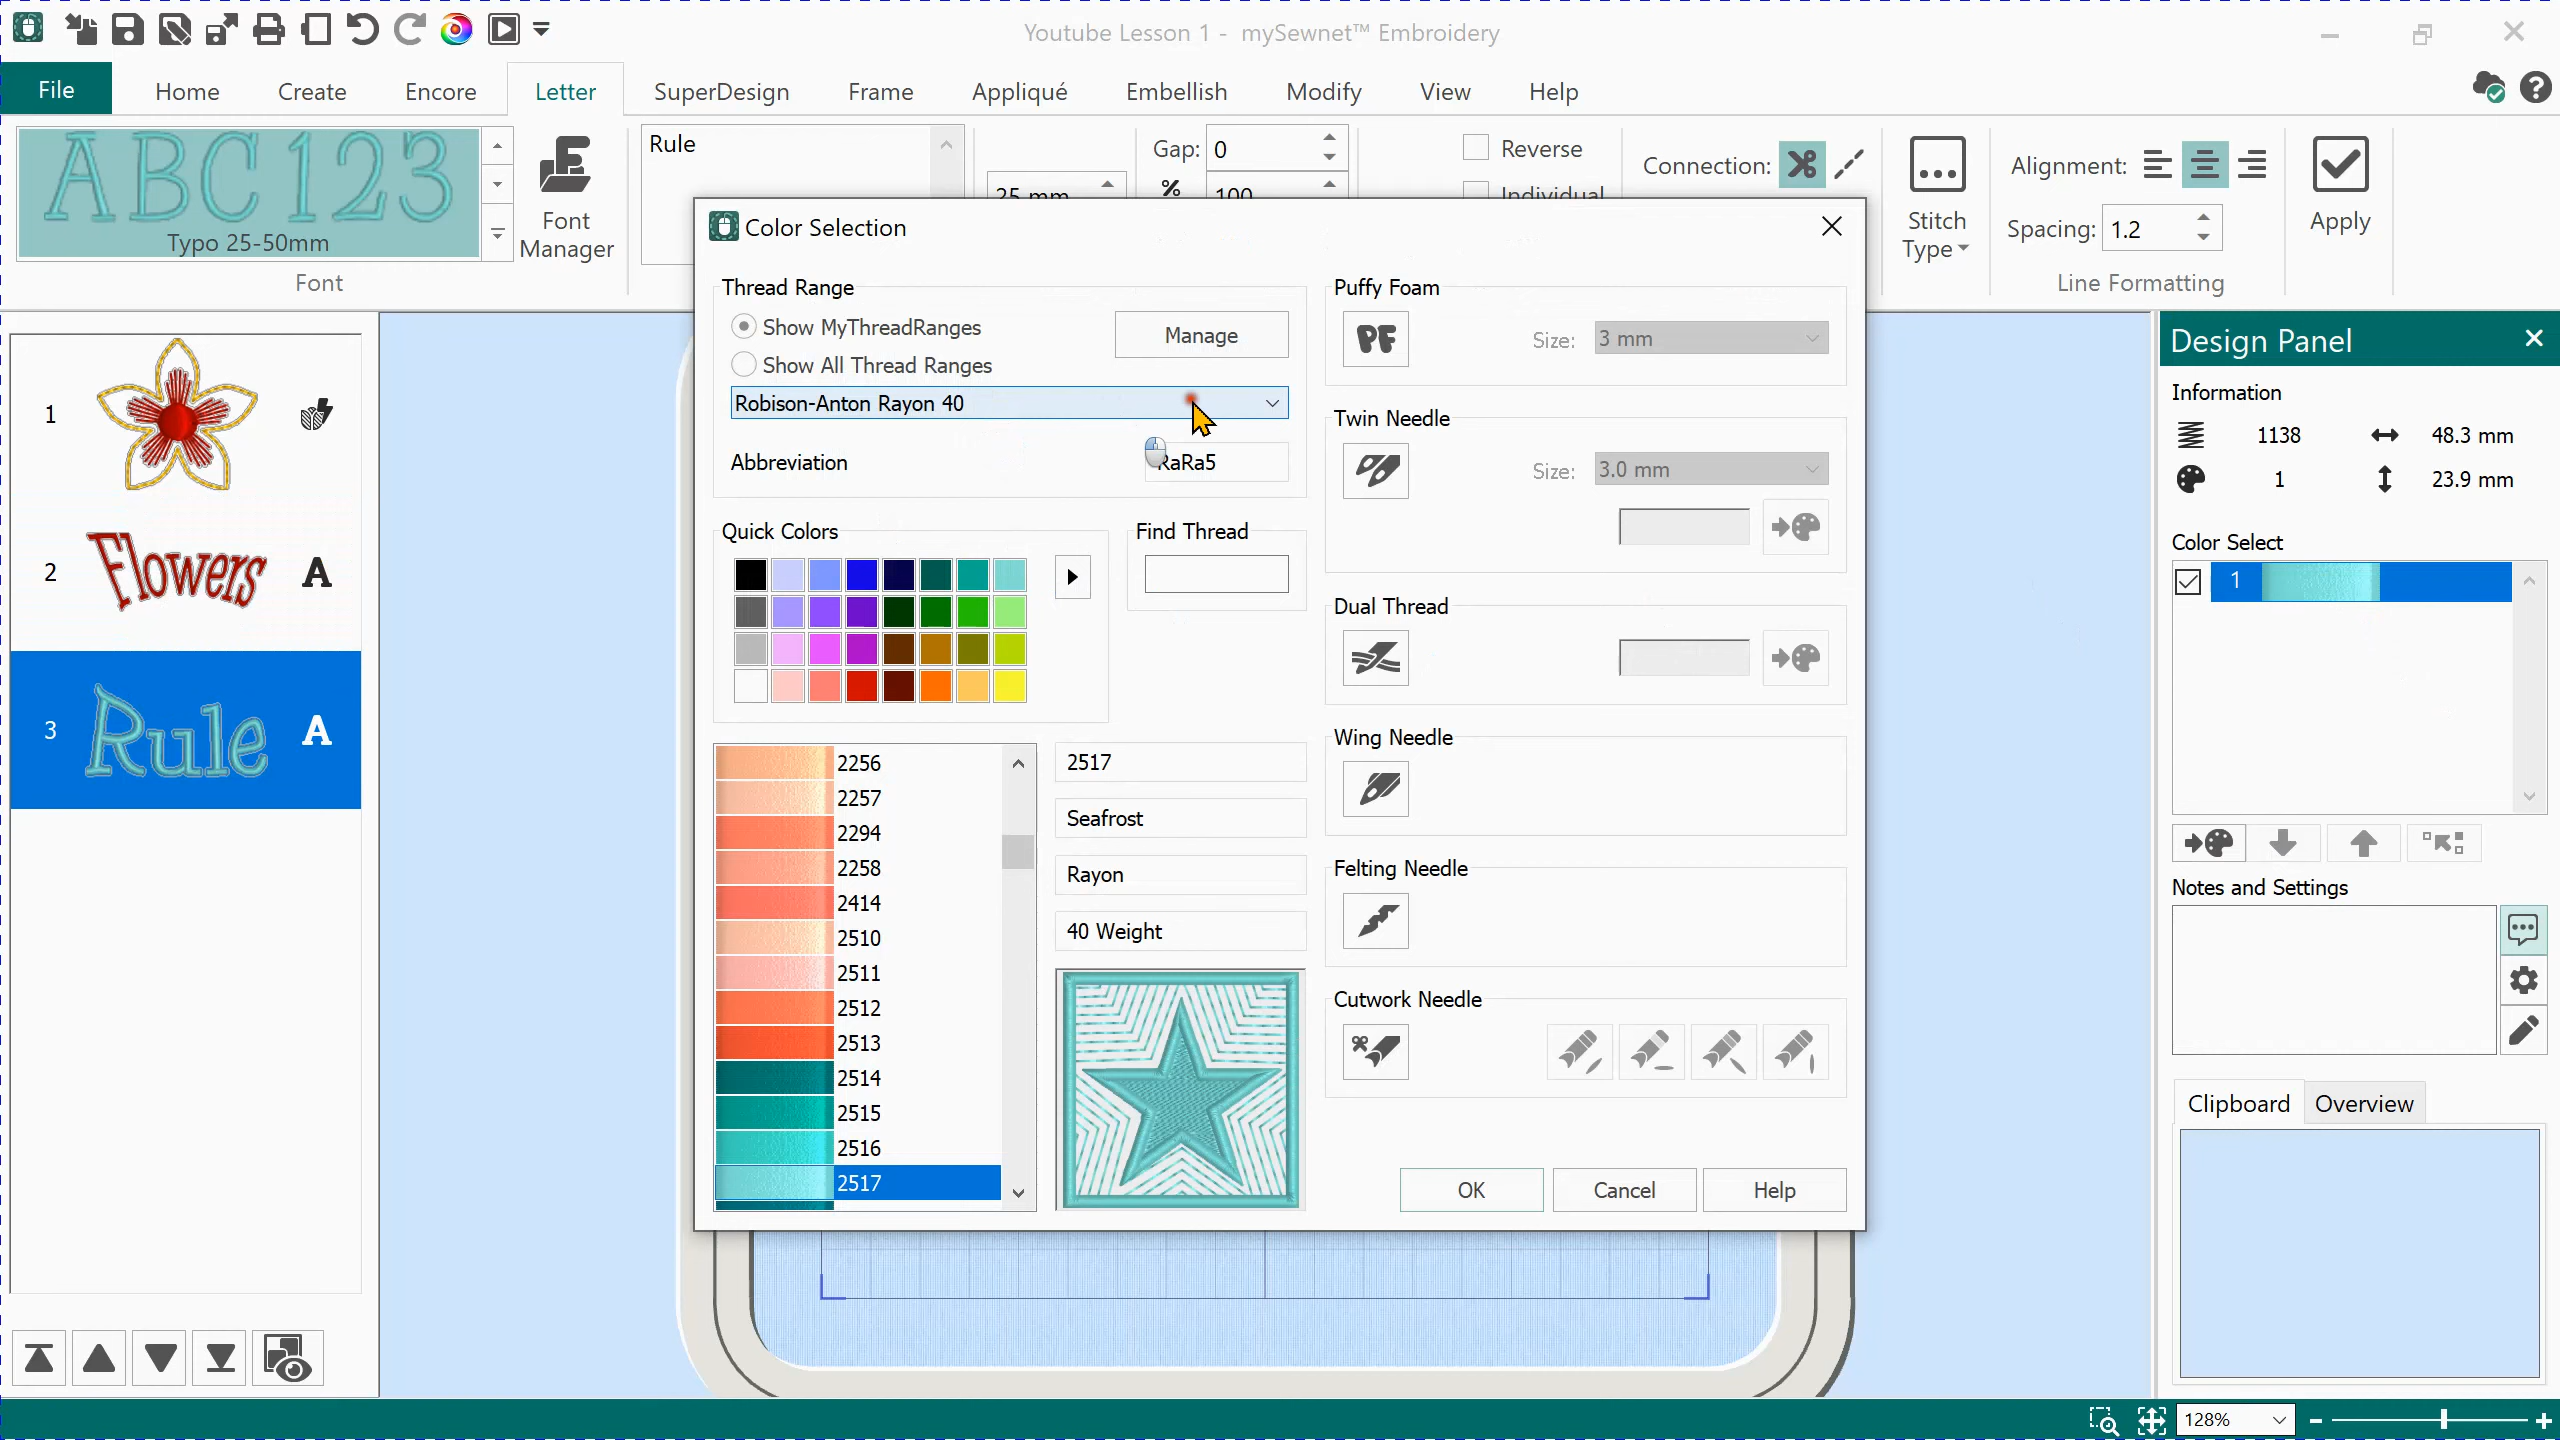 Youtube Lesson 1 - mySewnet™ Embroidery
File Home Create Encore Letter SuperDesign Frame Appliqué Embellish Modify View Help
ABC123
Typo 25-50mm
Font
Font
Manager
Rule
25 mm
Gap: 0
% 100
Reverse
Individual
Connection:
Stitch
Type
Alignment:
Spacing: 1.2
Line Formatting
Apply
1
2 Flowers A
3 Rule A
Color Selection
Thread Range
Show MyThreadRanges
Manage
Show All Thread Ranges
Robison-Anton Rayon 40
Abbreviation RaRa5
Quick Colors
Find Thread
2256
2257
2294
2258
2414
2510
2511
2512
2513
2514
2515
2516
2517
2517
Seafrost
Rayon
40 Weight
Puffy Foam
PF Size: 3 mm
Twin Needle
Size: 3.0 mm
Dual Thread
Wing Needle
Felting Needle
Cutwork Needle
OK Cancel Help
Design Panel
Information
1138 48.3 mm
1 23.9 mm
Color Select
1
Notes and Settings
Clipboard Overview
128%